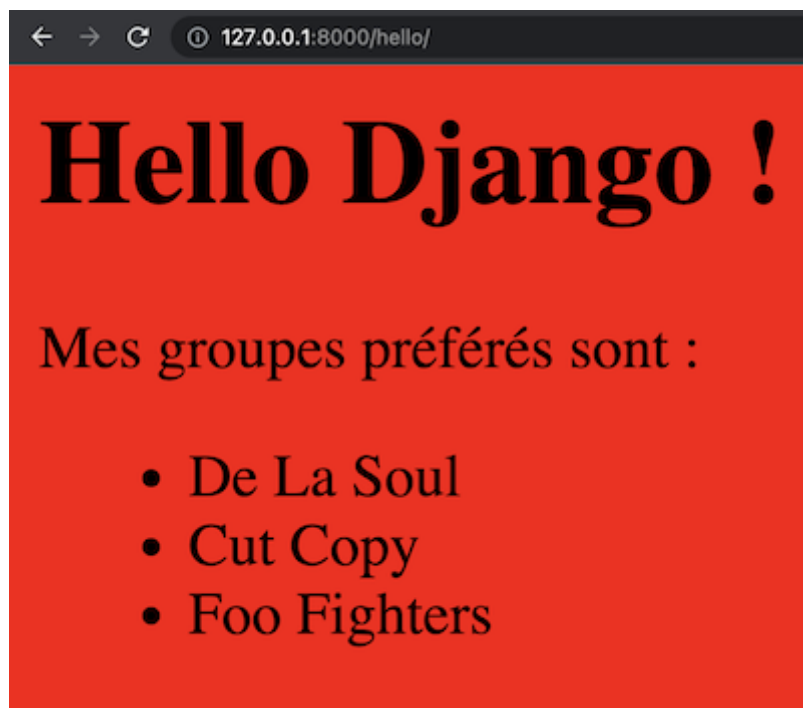 127.0.0.1:8000/hello/
Hello Django !
Mes groupes préférés sont :
• De La Soul
• Cut Copy
• Foo Fighters